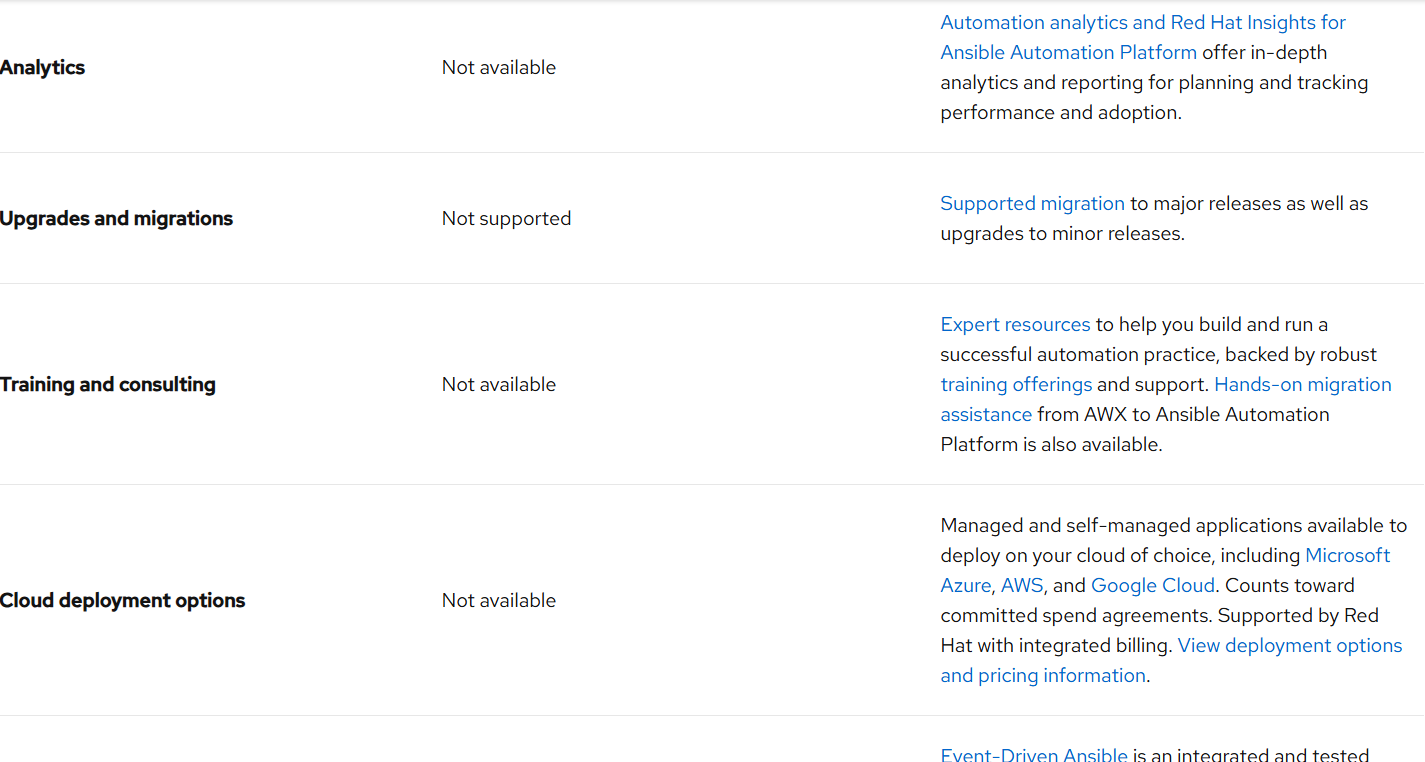 Analytics
Not available
Automation analytics and Red Hat Insights for
Ansible Automation Platform offer in-depth
analytics and reporting for planning and tracking
performance and adoption.
Upgrades and migrations
Not supported
Supported migration to major releases as well as
upgrades to minor releases.
Training and consulting
Not available
Expert resources to help you build and run a
successful automation practice, backed by robust
training offerings and support. Hands-on migration
assistance from AWX to Ansible Automation
Platform is also available.
Cloud deployment options
Not available
Managed and self-managed applications available to
deploy on your cloud of choice, including Microsoft
Azure, AWS, and Google Cloud. Counts toward
committed spend agreements. Supported by Red
Hat with integrated billing. View deployment options
and pricing information.
Event-Driven Ansible is an integrated and tested